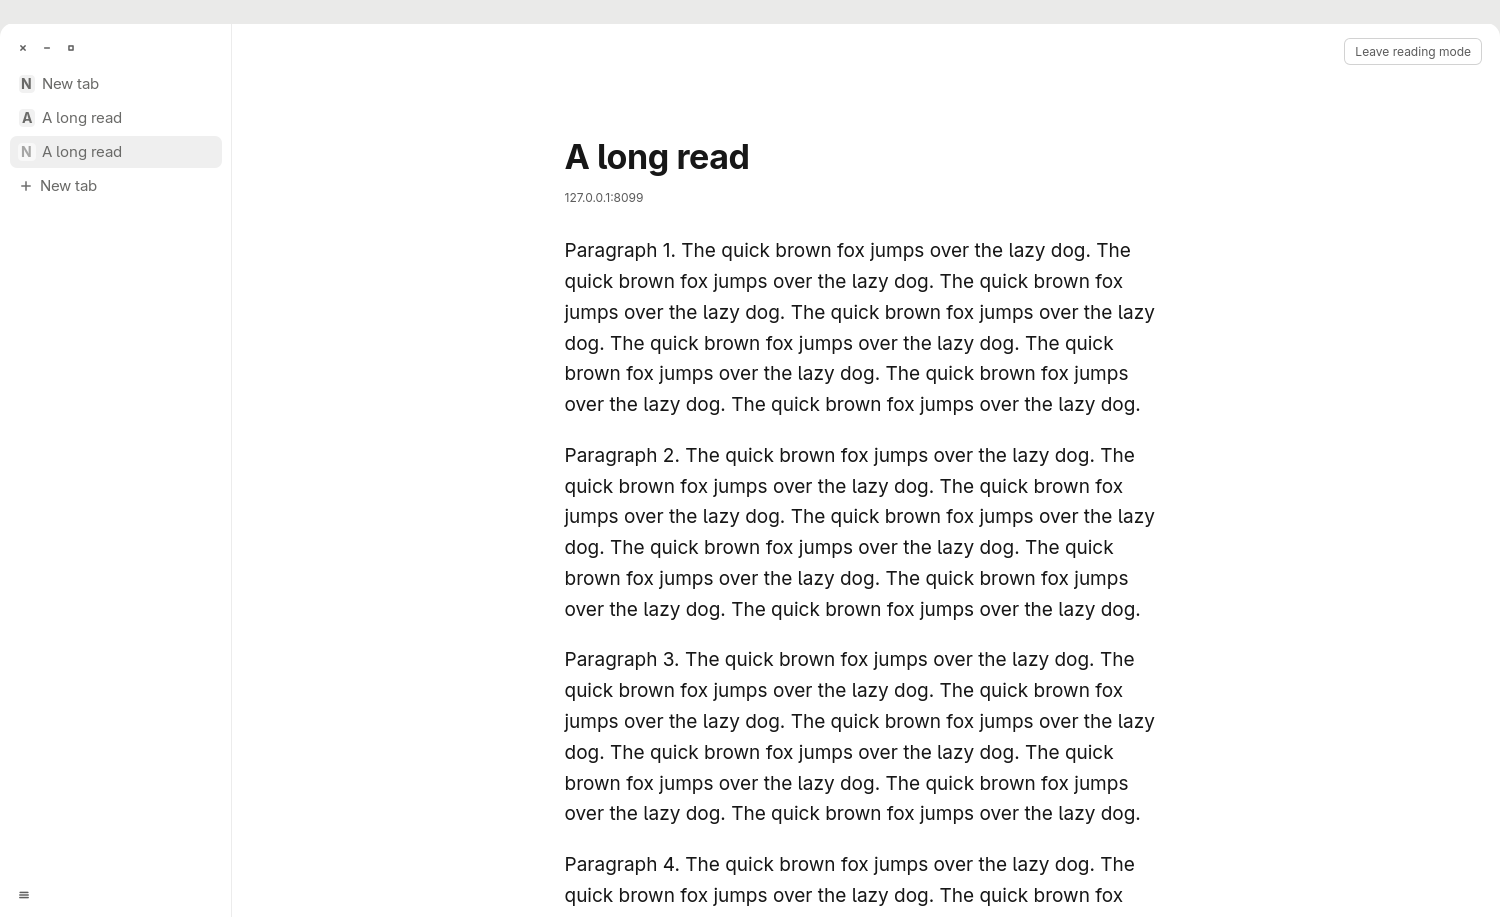 N New tab
A A long read
N A long read
+ New tab
Leave reading mode
A long read
127.0.0.1:8099
Paragraph 1. The quick brown fox jumps over the lazy dog. The
quick brown fox jumps over the lazy dog. The quick brown fox
jumps over the lazy dog. The quick brown fox jumps over the lazy
dog. The quick brown fox jumps over the lazy dog. The quick
brown fox jumps over the lazy dog. The quick brown fox jumps
over the lazy dog. The quick brown fox jumps over the lazy dog.
Paragraph 2. The quick brown fox jumps over the lazy dog. The
quick brown fox jumps over the lazy dog. The quick brown fox
jumps over the lazy dog. The quick brown fox jumps over the lazy
dog. The quick brown fox jumps over the lazy dog. The quick
brown fox jumps over the lazy dog. The quick brown fox jumps
over the lazy dog. The quick brown fox jumps over the lazy dog.
Paragraph 3. The quick brown fox jumps over the lazy dog. The
quick brown fox jumps over the lazy dog. The quick brown fox
jumps over the lazy dog. The quick brown fox jumps over the lazy
dog. The quick brown fox jumps over the lazy dog. The quick
brown fox jumps over the lazy dog. The quick brown fox jumps
over the lazy dog. The quick brown fox jumps over the lazy dog.
Paragraph 4. The quick brown fox jumps over the lazy dog. The
quick brown fox jumps over the lazy dog. The quick brown fox